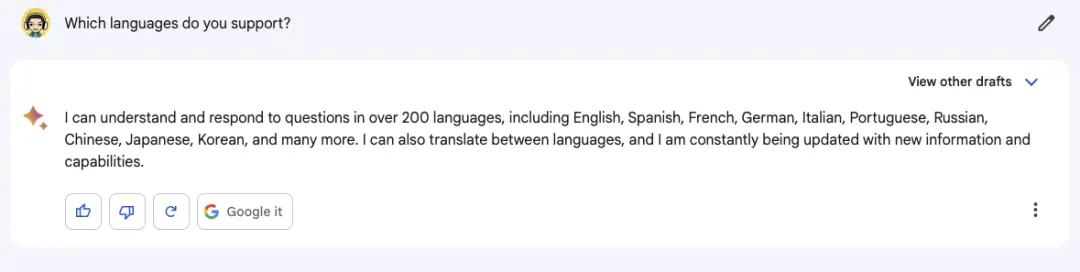 Which languages do you support?
View other drafts
I can understand and respond to questions in over 200 languages, including English, Spanish, French, German, Italian, Portuguese, Russian,
Chinese, Japanese, Korean, and many more. I can also translate between languages, and I am constantly being updated with new information and
capabilities.
Google it